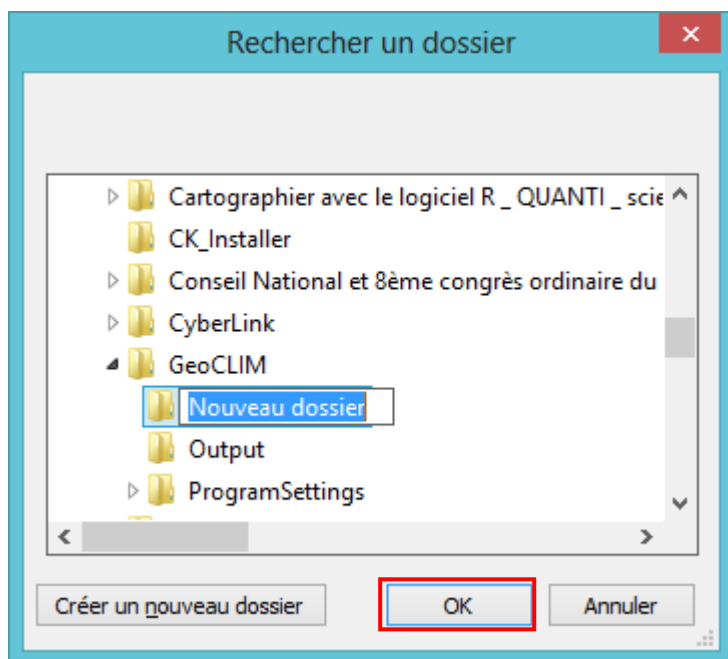 Rechercher un dossier
Cartographier avec le logiciel R _ QUANTI _ scie
CK_Installer
Conseil National et 8ème congrès ordinaire du
CyberLink
GeoCLIM
Nouveau dossier
Output
ProgramSettings
Créer un nouveau dossier
OK
Annuler